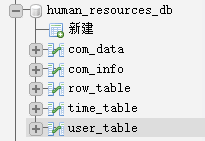 human_resources_db
新建
com_data
com_info
row_table
time_table
user_table